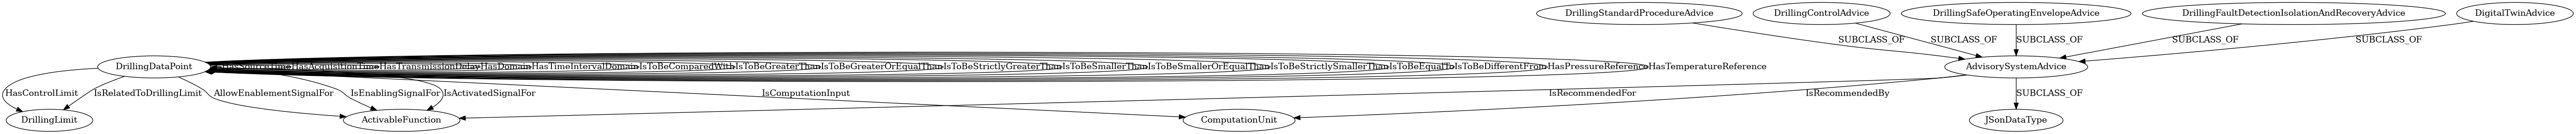 DrillingStandardProcedureAdvice
DrillingControlAdvice
DrillingSafeOperatingEnvelopeAdvice
DrillingFaultDetectionIsolationAndRecoveryAdvice
DigitalTwinAdvice
SUBCLASS_OF
SUBCLASS_OF
SUBCLASS_OF
SUBCLASS_OF
SUBCLASS_OF
DrillingDataPoint
HasSourceTime
HasAcquisitionTime
HasTransmissionDelay
HasDomain
HasTimeIntervalDomain
IsToBeComparedWith
IsToBeGreaterThan
IsToBeGreaterOrEqualThan
IsToBeStrictlyGreaterThan
IsToBeSmallerThan
IsToBeSmallerOrEqualThan
IsToBeStrictlySmallerThan
IsToBeEqualTo
IsToBeDifferentFrom
HasPressureReference
HasTemperatureReference
AdvisorySystemAdvice
HasControlLimit
IsRelatedToDrillingLimit
AllowEnablementSignalFor
IsEnablingSignalFor
IsActivatedSignalFor
IsComputationInput
IsRecommendedFor
IsRecommendedBy
SUBCLASS_OF
DrillingLimit
ActivableFunction
ComputationUnit
JSonDataType